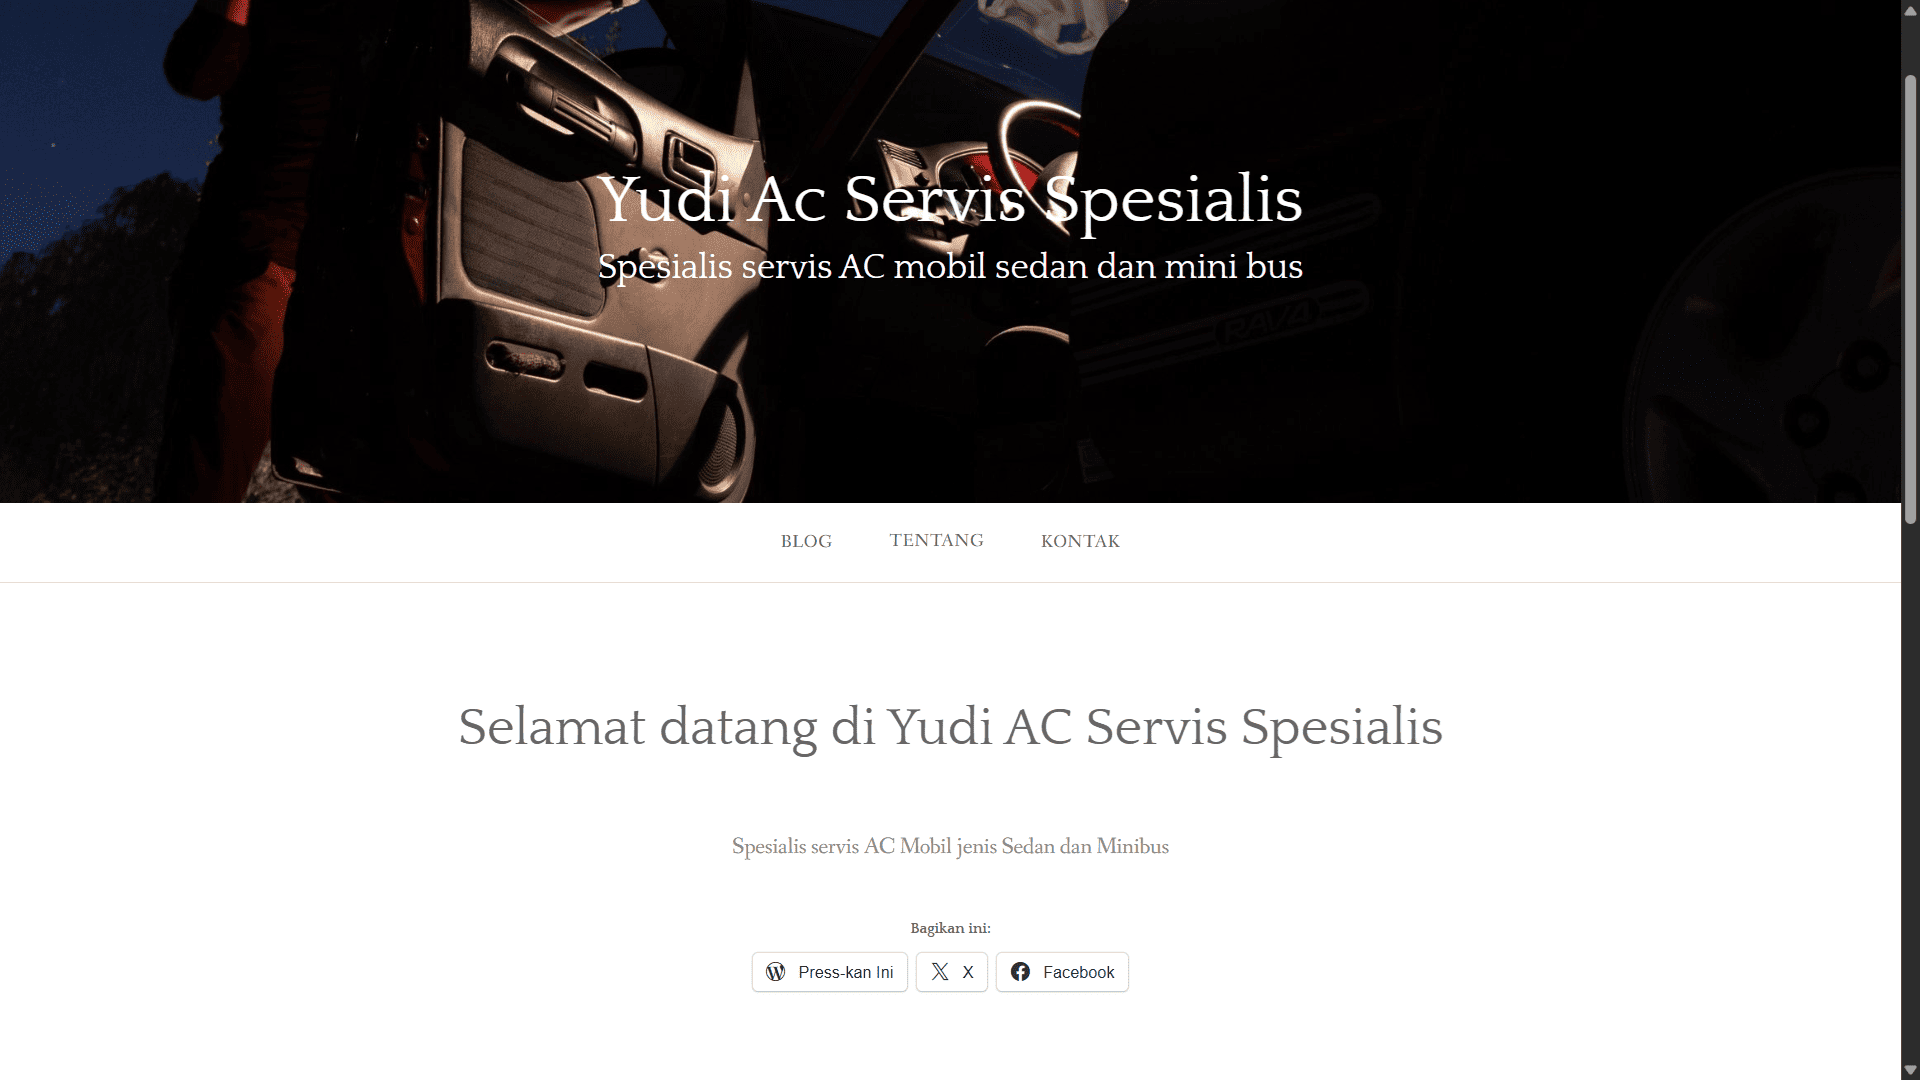 Yudi Ac Servis Spesialis
Spesialis servis AC mobil sedan dan mini bus
RAV4
BLOG
TENTANG
KONTAK
Selamat datang di Yudi AC Servis Spesialis
Spesialis servis AC Mobil jenis Sedan dan Minibus
Bagikan ini:
Press-kan Ini
X
Facebook